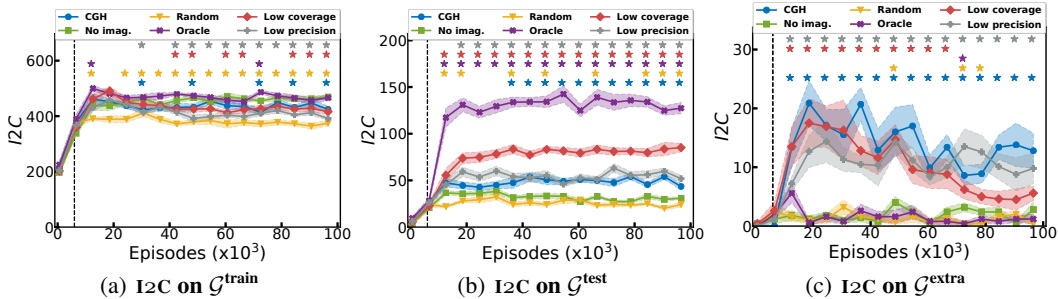 CGH Random Low coverage
No imag. Oracle Low precision
I2C
600
400
200
0
0 20 40 60 80 100
Episodes (x10³)
(a) I2C on 𝒢^train
CGH Random Low coverage
No imag. Oracle Low precision
I2C
200
150
100
50
0
0 20 40 60 80 100
Episodes (x10³)
(b) I2C on 𝒢^test
CGH Random Low coverage
No imag. Oracle Low precision
I2C
30
20
10
0
0 20 40 60 80 100
Episodes (x10³)
(c) I2C on 𝒢^extra